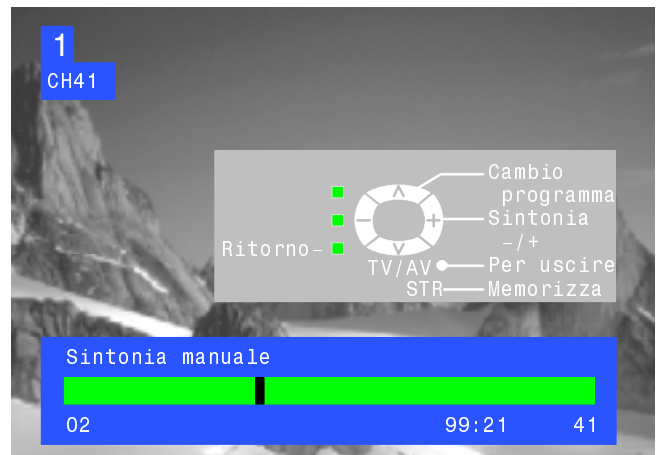 1
CH41
Cambio
programma
Sintonia
-/+
Ritorno-
TV/AV Per uscire
STR Memorizza
Sintonia manuale
02 99:21 41